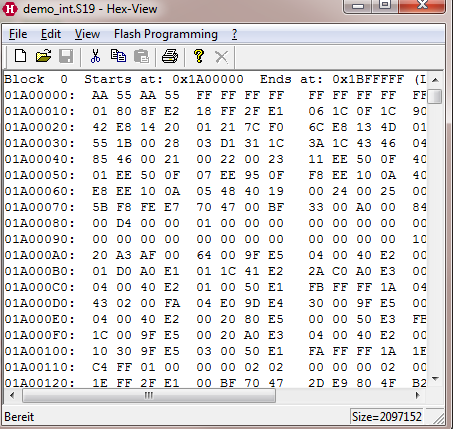 demo_int.S19 - Hex-View
File Edit View Flash Programming ?
Block 0 Starts at: 0x1A00000 Ends at: 0x1BFFFFF (I
01A00000: AA 55 AA 55 FF FF FF FF FF FF FF FF FF
01A00010: 01 80 8F E2 18 FF 2F E1 06 1C 0F 1C 90
01A00020: 42 E8 14 20 01 21 7C F0 6C E8 13 4D 01
01A00030: 55 1B 00 28 03 D1 31 1C 3A 1C 43 46 04
01A00040: 85 46 00 21 00 22 00 23 11 EE 50 0F 40
01A00050: 01 EE 50 0F 07 EE 95 0F F8 EE 10 0A 40
01A00060: E8 EE 10 0A 05 48 40 19 00 24 00 25 00
01A00070: 5B F8 FE E7 70 47 00 BF 33 00 A0 00 84
01A00080: 00 D4 00 00 01 00 00 00 00 00 00 00 00
01A00090: 00 00 00 00 00 00 00 00 00 00 00 00 10
01A000A0: 20 A3 AF 00 64 00 9F E5 04 00 40 E2 00
01A000B0: 01 D0 A0 E1 01 1C 41 E2 2A C0 A0 E3 00
01A000C0: 04 00 40 E2 01 00 50 E1 FB FF FF 1A 04
01A000D0: 43 02 00 FA 04 E0 9D E4 30 00 9F E5 00
01A000E0: 04 00 40 E2 00 20 80 E5 00 00 50 E3 FE
01A000F0: 1C 00 9F E5 00 20 A0 E3 04 00 40 E2 00
01A00100: 10 30 9F E5 03 00 50 E1 FA FF FF 1A 1E
01A00110: C4 FF 01 00 00 00 02 02 00 00 00 02 00
01A00120: 1E FF 2F E1 00 BF 70 47 2D E9 80 4F B2
Bereit Size=2097152